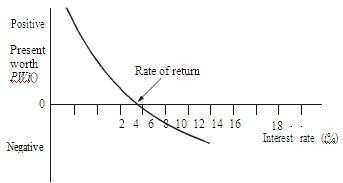 Positive
Present
worth
PW(i)
Rate of return
0
2 4 6 8 10 12 14 16 18 . .
Interest rate (i%)
Negative